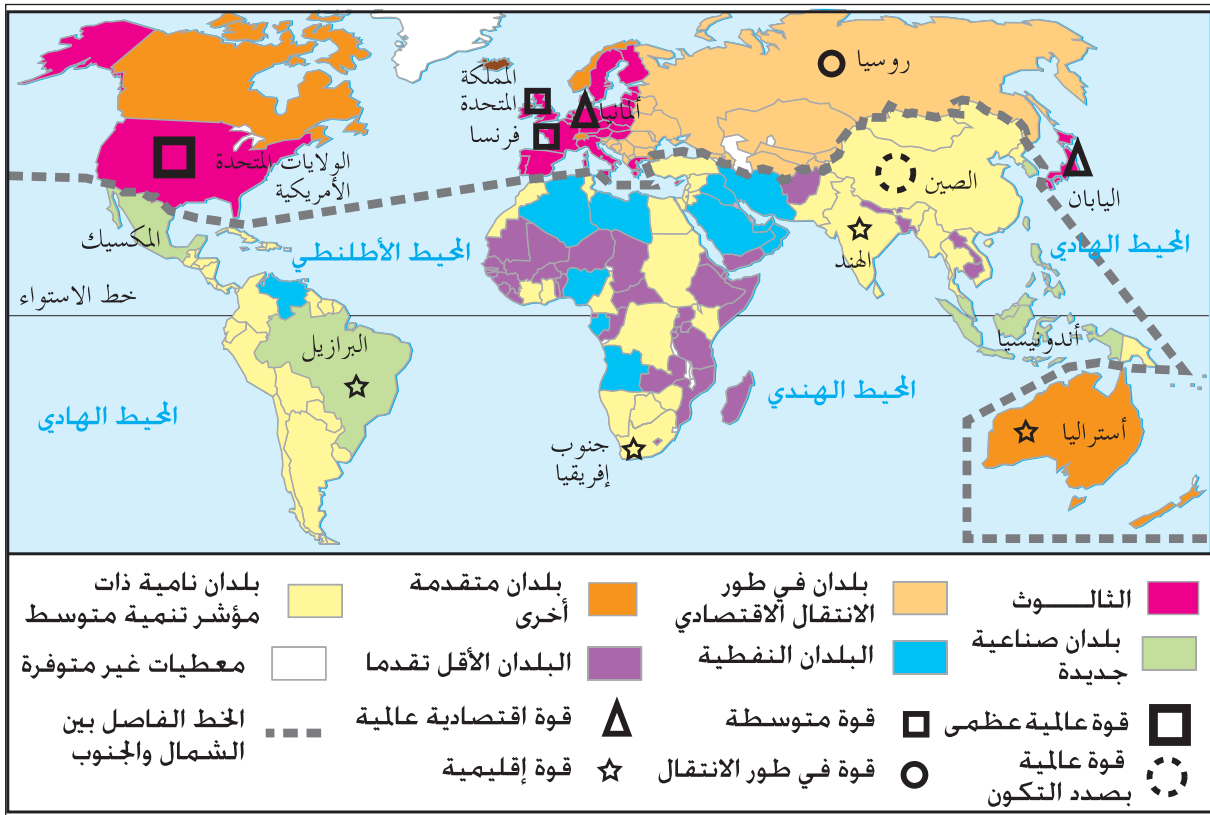 روسيا
المملكة
المتحدة
ألمانيا
فرنسا
الولايات المتحدة
الأمريكية
الصين
اليابان
المكسيك
المحيط الأطلنطي
الهند
المحيط الهادي
خط الاستواء
أندونيسيا
البرازيل
المحيط الهندي
المحيط الهادي
أستراليا
جنوب
إفريقيا
الثالـــــوث
بلدان في طور
الانتقال الاقتصادي
بلدان متقدمة
أخرى
بلدان نامية ذات
مؤشر تنمية متوسط
بلدان صناعية
جديدة
البلدان النفطية
البلدان الأقل تقدما
معطيات غير متوفرة
قوة عالمية عظمى
قوة متوسطة
قوة اقتصادية عالمية
الخط الفاصل بين
الشمال والجنوب
قوة عالمية
بصدد التكون
قوة في طور الانتقال
قوة إقليمية